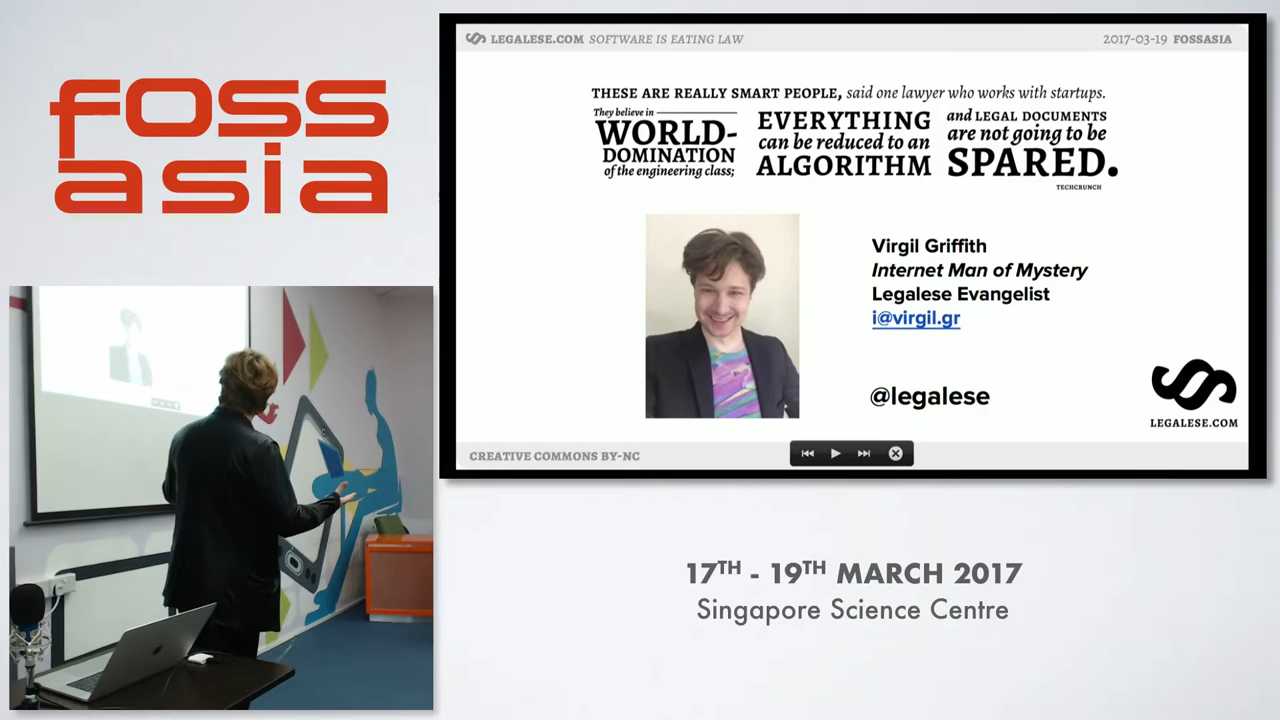 foss
asia
LEGALESE.COM SOFTWARE IS EATING LAW
2017-03-19 FOSSASIA
THESE ARE REALLY SMART PEOPLE, said one lawyer who works with startups.
They believe in
WORLD-
DOMINATION
of the engineering class;
EVERYTHING
can be reduced to an
ALGORITHM
and LEGAL DOCUMENTS
are not going to be
SPARED.
TECHCRUNCH
Virgil Griffith
Internet Man of Mystery
Legalese Evangelist
i@virgil.gr
@legalese
LEGALESE.COM
CREATIVE COMMONS BY-NC
17TH - 19TH MARCH 2017
Singapore Science Centre